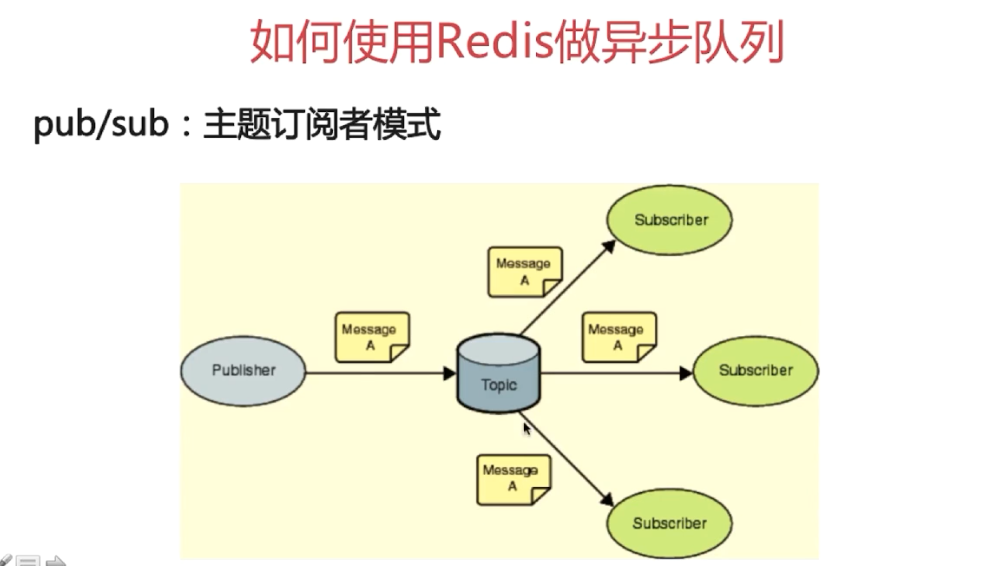 如何使用Redis做异步队列
pub/sub：主题订阅者模式
Subscriber
Message
A
Message
A
Message
A
Publisher
Topic
Subscriber
Message
A
Subscriber